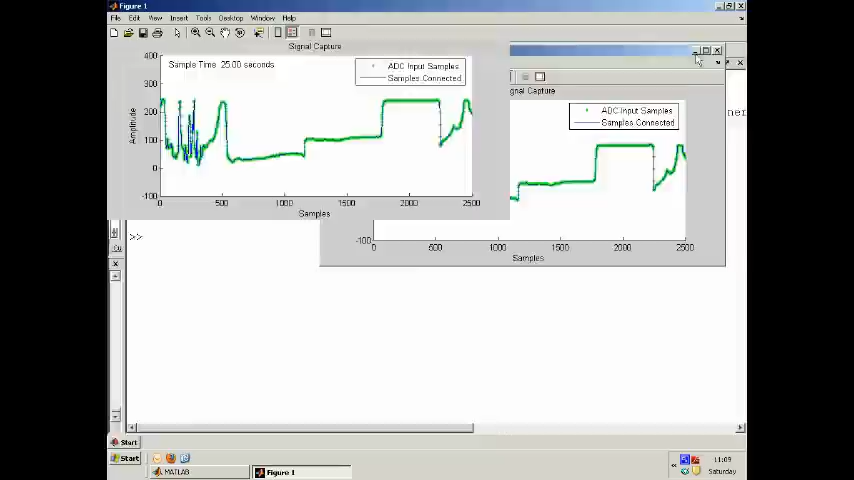 Figure 1
File Edit View Insert Tools Desktop Window Help
Signal Capture
Sample Time 25.00 seconds
ADC Input Samples
Samples Connected
Amplitude
400
300
200
100
0
-100
0 500 1000 1500 2000 2500
Samples
gnal Capture
ADC Input Samples
Samples Connected
-100
0 500 1000 1500 2000 2500
Samples
ner
>>
Cu
Start
Start
MATLAB
Figure 1
11:09
Saturday